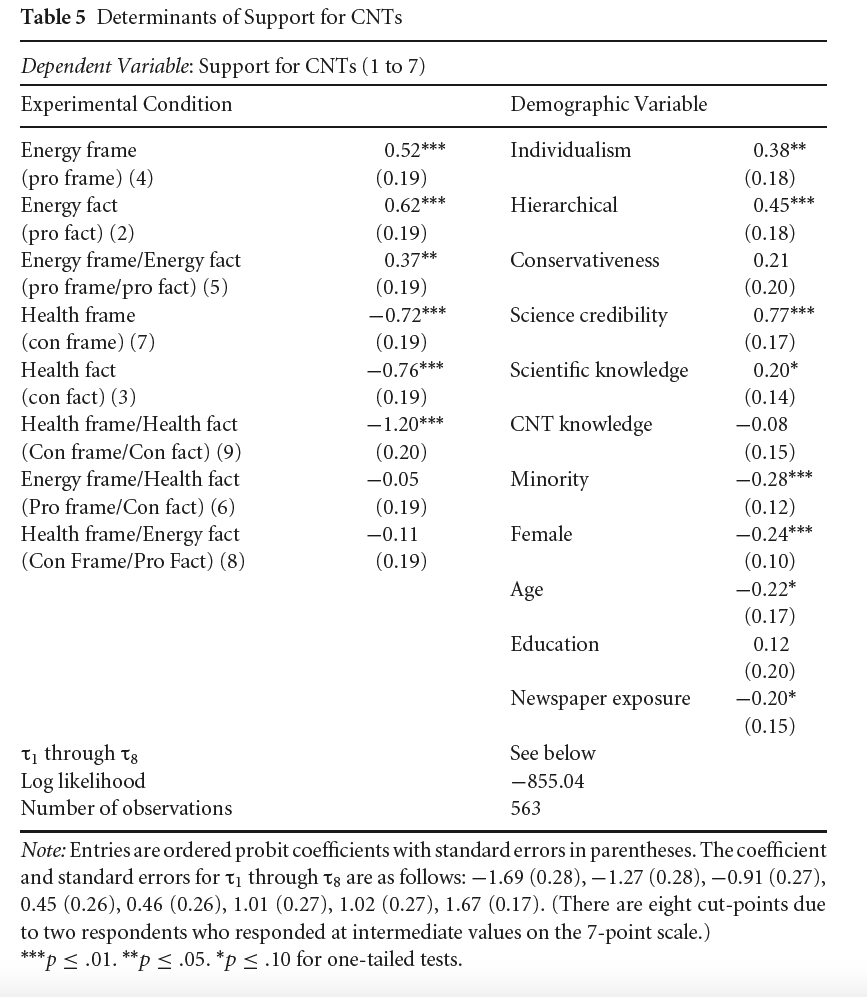 Table 5 Determinants of Support for CNTs
Dependent Variable: Support for CNTs (1 to 7)
Experimental Condition Demographic Variable
Energy frame 0.52*** Individualism 0.38**
(pro frame) (4) (0.19) (0.18)
Energy fact 0.62*** Hierarchical 0.45***
(pro fact) (2) (0.19) (0.18)
Energy frame/Energy fact 0.37** Conservativeness 0.21
(pro frame/pro fact) (5) (0.19) (0.20)
Health frame −0.72*** Science credibility 0.77***
(con frame) (7) (0.19) (0.17)
Health fact −0.76*** Scientific knowledge 0.20*
(con fact) (3) (0.19) (0.14)
Health frame/Health fact −1.20*** CNT knowledge −0.08
(Con frame/Con fact) (9) (0.20) (0.15)
Energy frame/Health fact −0.05 Minority −0.28***
(Pro frame/Con fact) (6) (0.19) (0.12)
Health frame/Energy fact −0.11 Female −0.24***
(Con Frame/Pro Fact) (8) (0.19) (0.10)
Age −0.22*
(0.17)
Education 0.12
(0.20)
Newspaper exposure −0.20*
(0.15)
τ1 through τ8 See below
Log likelihood −855.04
Number of observations 563
Note: Entries are ordered probit coefficients with standard errors in parentheses. The coefficient
and standard errors for τ1 through τ8 are as follows: −1.69 (0.28), −1.27 (0.28), −0.91 (0.27),
0.45 (0.26), 0.46 (0.26), 1.01 (0.27), 1.02 (0.27), 1.67 (0.17). (There are eight cut-points due
to two respondents who responded at intermediate values on the 7-point scale.)
***p ≤ .01. **p ≤ .05. *p ≤ .10 for one-tailed tests.